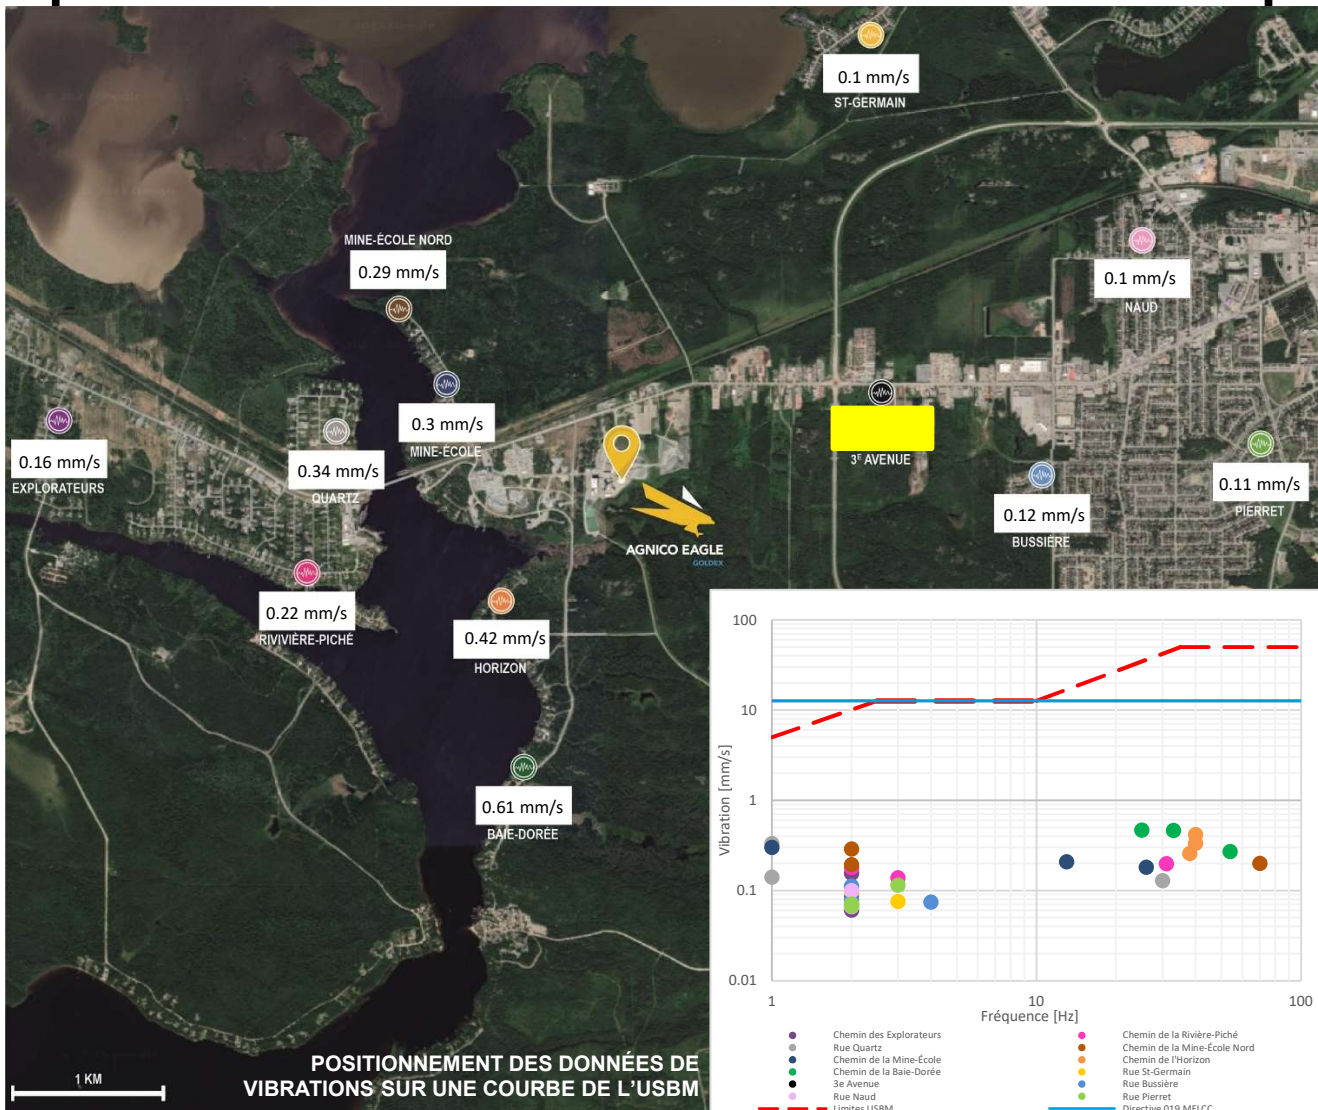 0.1 mm/s
ST-GERMAIN
MINE-ÉCOLE NORD
0.29 mm/s
0.1 mm/s
NAUD
0.3 mm/s
MINE-ÉCOLE
0.16 mm/s
EXPLORATEURS
0.34 mm/s
QUARTZ
3E AVENUE
0.11 mm/s
PIERRET
0.12 mm/s
BUSSIÈRE
AGNICO EAGLE
GOLDEX
0.22 mm/s
RIVIVIÈRE-PICHÉ
0.42 mm/s
HORIZON
0.61 mm/s
BAIE-DORÉE
POSITIONNEMENT DES DONNÉES DE
VIBRATIONS SUR UNE COURBE DE L'USBM
1 KM
100
10
1
0.1
0.01
Vibration [mm/s]
1
10
100
Fréquence [Hz]
Chemin des Explorateurs
Chemin de la Rivière-Piché
Rue Quartz
Chemin de la Mine-École Nord
Chemin de la Mine-École
Chemin de l'Horizon
Chemin de la Baie-Dorée
Rue St-Germain
3e Avenue
Rue Bussière
Rue Naud
Rue Pierret
Limites USBM
Directive 019 MELCC